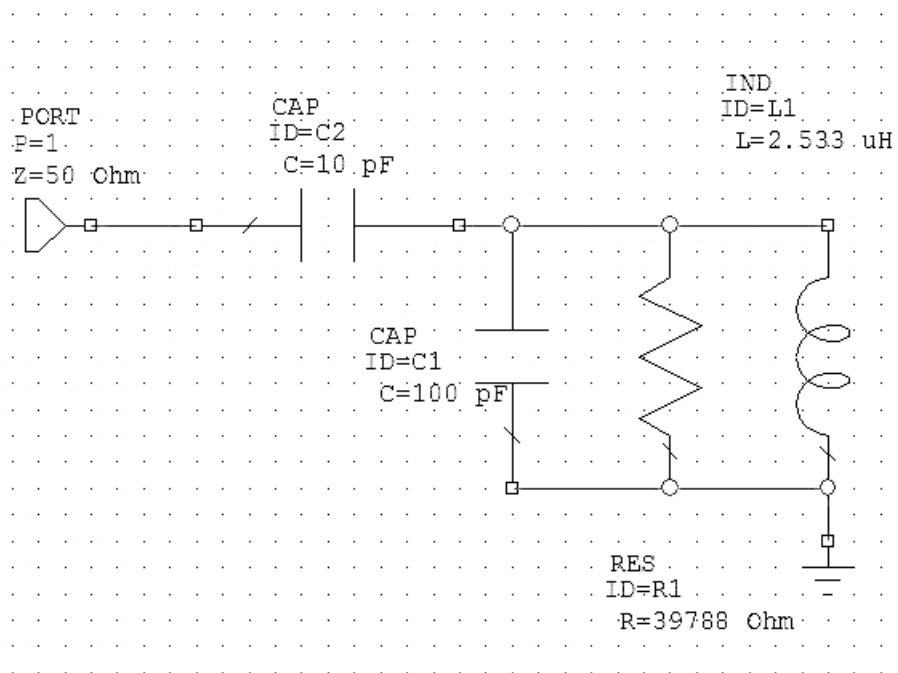 PORT
P=1
Z=50 Ohm
CAP
ID=C2
C=10 pF
IND
ID=L1
L=2.533 uH
CAP
ID=C1
C=100 pF
RES
ID=R1
R=39788 Ohm